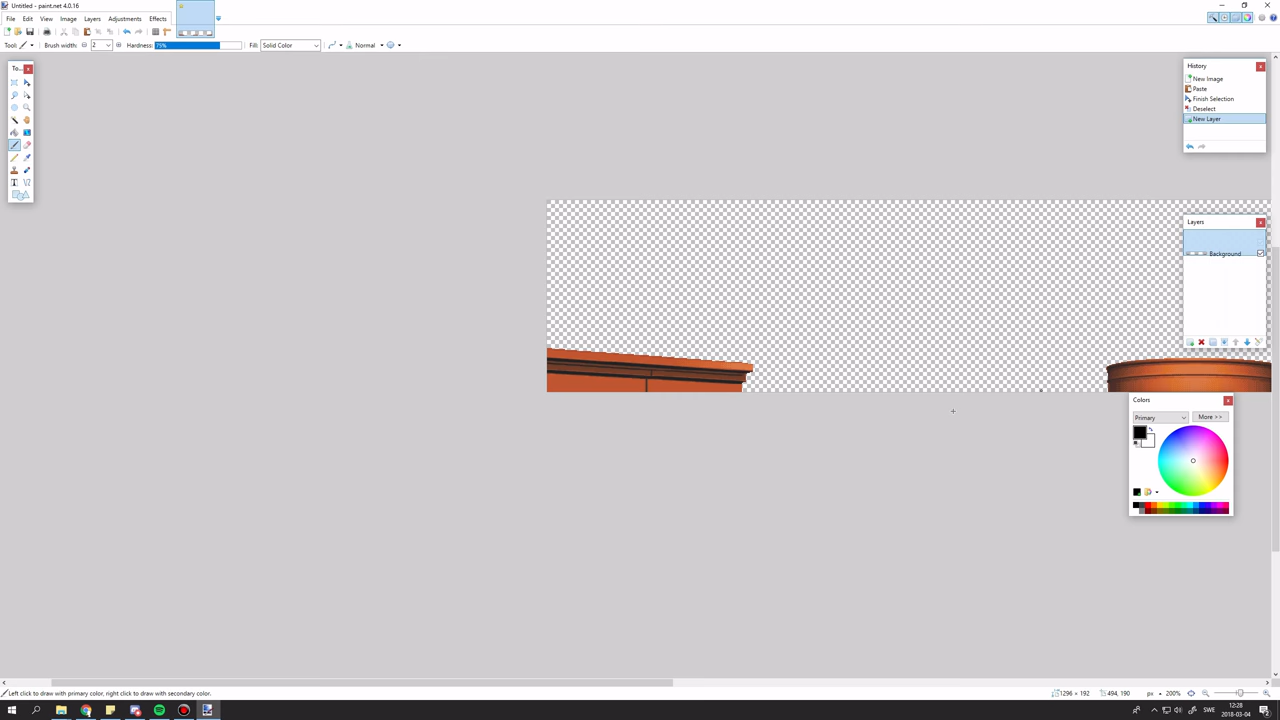 Untitled - paint.net 4.0.16
File Edit View Image Layers Adjustments Effects
Tool: Brush width: 2 Hardness: 75% Fill: Solid Color Normal
To...
History
New Image
Paste
Finish Selection
Deselect
New Layer
Layers
Background
Colors
Primary More >>
Left click to draw with primary color, right click to draw with secondary color.
1296 × 192 494, 190 px 200%
SWE 12:28
2018-03-04